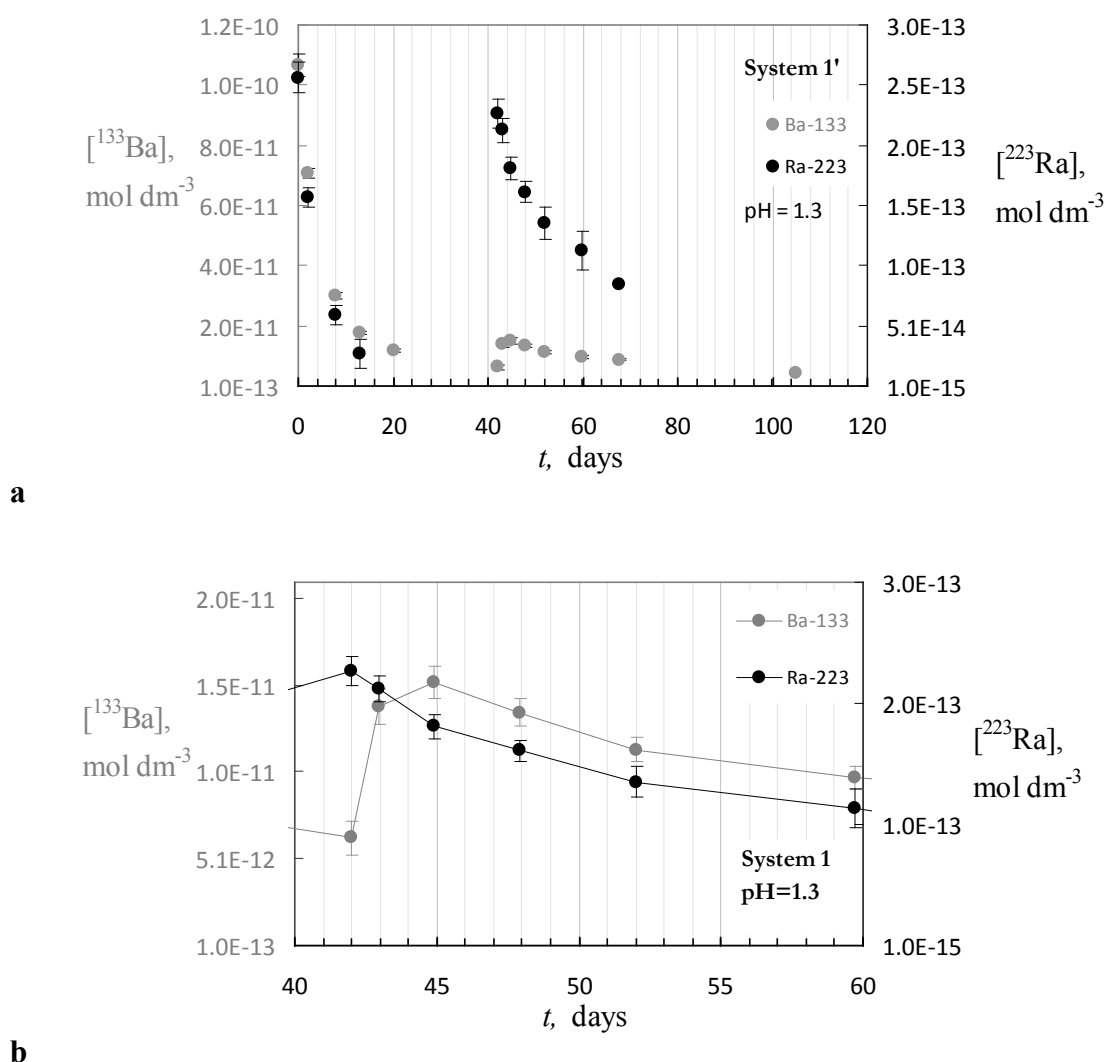 1.2E-10
1.0E-10
8.0E-11
6.0E-11
4.0E-11
2.0E-11
1.0E-13
[¹³³Ba],
mol dm⁻³
3.0E-13
2.5E-13
2.0E-13
1.5E-13
1.0E-13
5.1E-14
1.0E-15
[²²³Ra],
mol dm⁻³
System 1'
Ba-133
Ra-223
pH = 1.3
0 20 40 60 80 100 120
t, days
a
2.0E-11
1.5E-11
1.0E-11
5.1E-12
1.0E-13
[¹³³Ba],
mol dm⁻³
3.0E-13
2.0E-13
1.0E-13
1.0E-15
[²²³Ra],
mol dm⁻³
Ba-133
Ra-223
System 1
pH=1.3
40 45 50 55 60
t, days
b